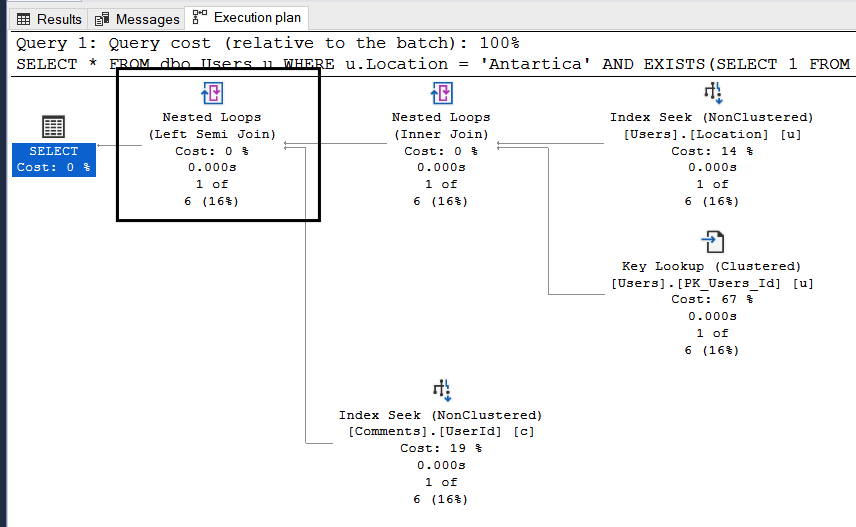 Results Messages Execution plan
Query 1: Query cost (relative to the batch): 100%
SELECT * FROM dbo.Users u WHERE u.Location = 'Antartica' AND EXISTS(SELECT 1 FROM
SELECT
Cost: 0 %
Nested Loops
(Left Semi Join)
Cost: 0 %
0.000s
1 of
6 (16%)
Nested Loops
(Inner Join)
Cost: 0 %
0.000s
1 of
6 (16%)
Index Seek (NonClustered)
[Users].[Location] [u]
Cost: 14 %
0.000s
1 of
6 (16%)
Key Lookup (Clustered)
[Users].[PK_Users_Id] [u]
Cost: 67 %
0.000s
1 of
6 (16%)
Index Seek (NonClustered)
[Comments].[UserId] [c]
Cost: 19 %
0.000s
1 of
6 (16%)